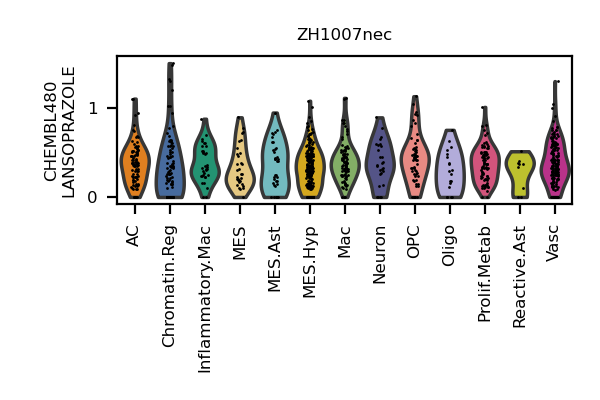 ZH1007nec
CHEMBL480
LANSOPRAZOLE
1
0
AC
Chromatin.Reg
Inflammatory.Mac
MES
MES.Ast
MES.Hyp
Mac
Neuron
OPC
Oligo
Prolif.Metab
Reactive.Ast
Vasc